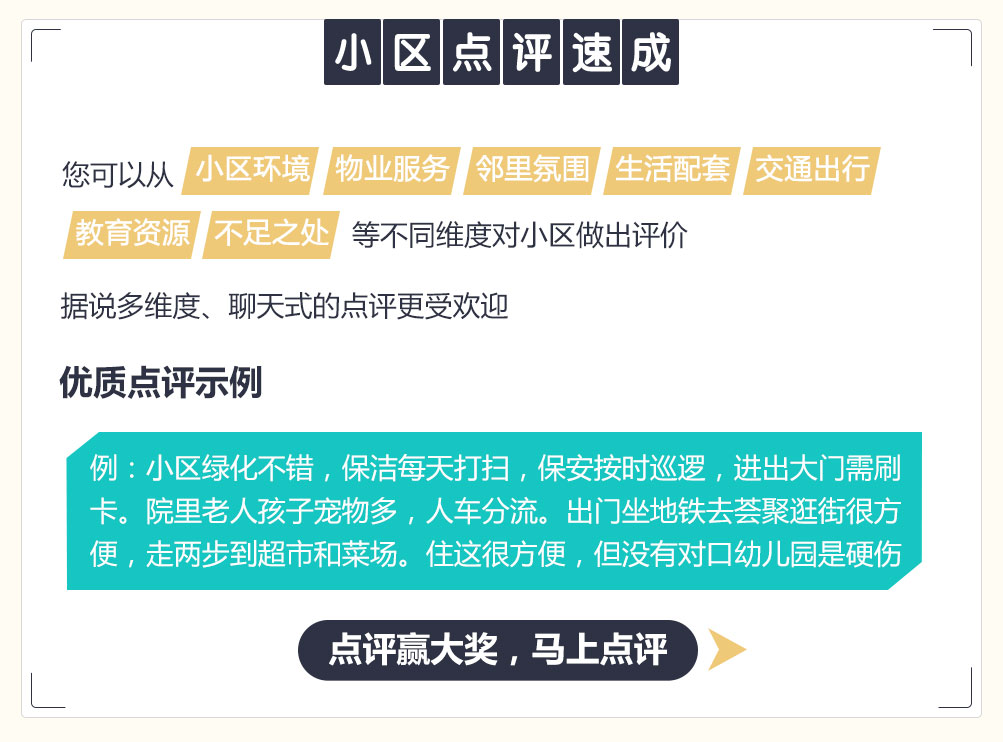 小区点评速成
您可以从 小区环境 物业服务 邻里氛围 生活配套 交通出行
教育资源 不足之处 等不同维度对小区做出评价
据说多维度、聊天式的点评更受欢迎
优质点评示例
例：小区绿化不错，保洁每天打扫，保安按时巡逻，进出大门需刷
卡。院里老人孩子宠物多，人车分流。出门坐地铁去荟聚逛街很方
便，走两步到超市和菜场。住这很方便，但没有对口幼儿园是硬伤
点评赢大奖，马上点评